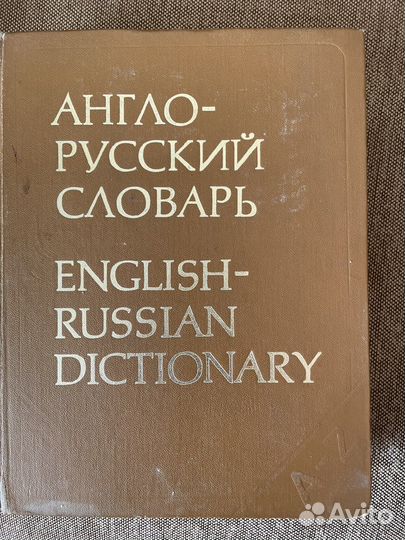 АНГЛО-
РУССКИЙ
СЛОВАРЬ
ENGLISH-
RUSSIAN
DICTIONARY
A-Z
Avito